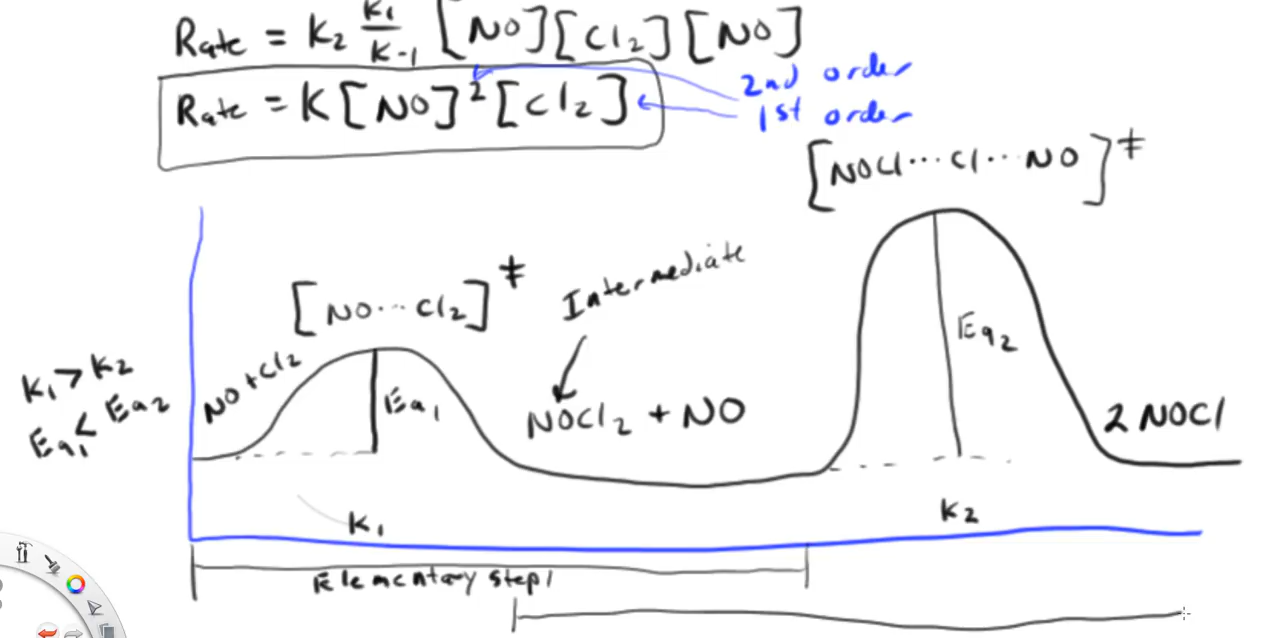 Rate = K₂ K₁/K₋₁ [NO][Cl₂][NO]
Rate = K[NO]²[Cl₂]
2nd order
1st order
[NOCl···Cl···NO]‡
Intermediate
[NO···Cl₂]‡
K₁ > K₂
Ea₁ < Ea₂
NO + Cl₂
Ea₁
NOCl₂ + NO
Ea₂
2 NOCl
K₁
K₂
Elementary step 1